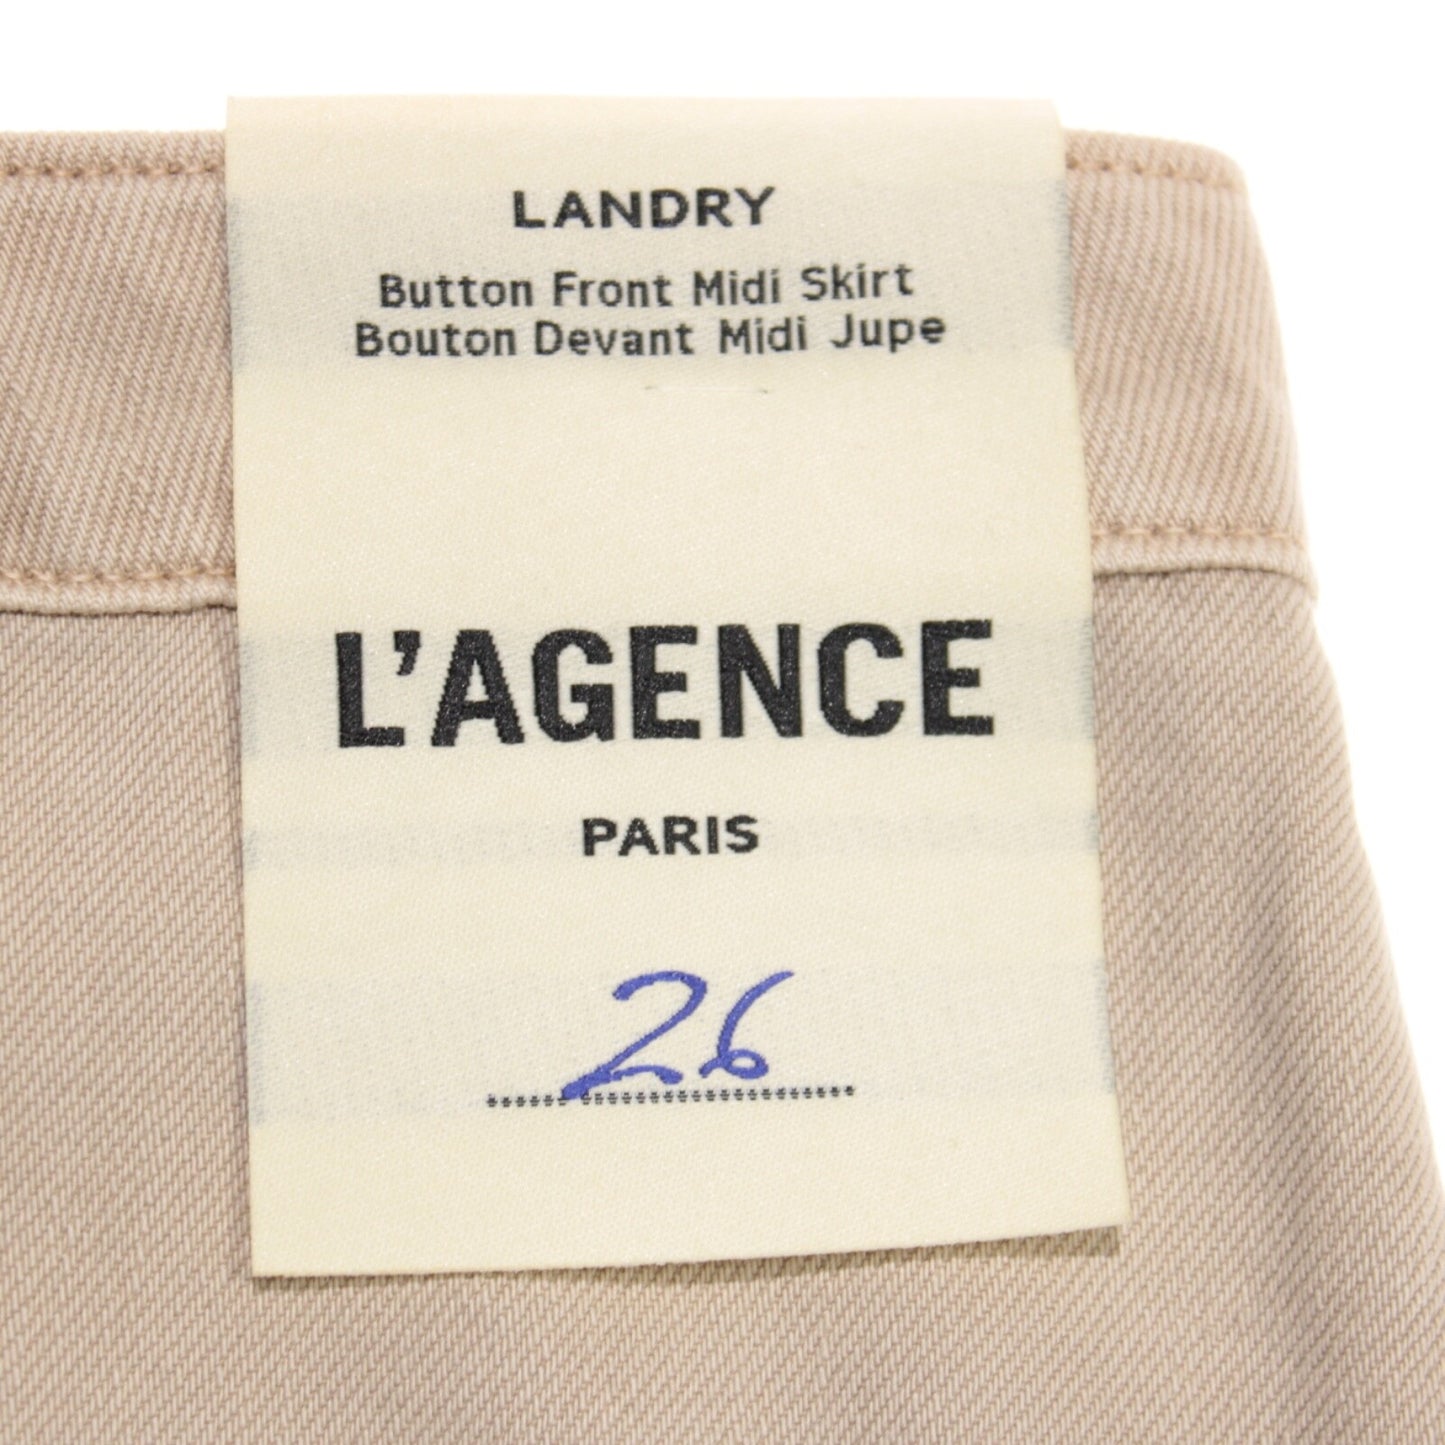 LANDRY
Button Front Midi Skirt
Bouton Devant Midi Jupe
L'AGENCE
PARIS
26